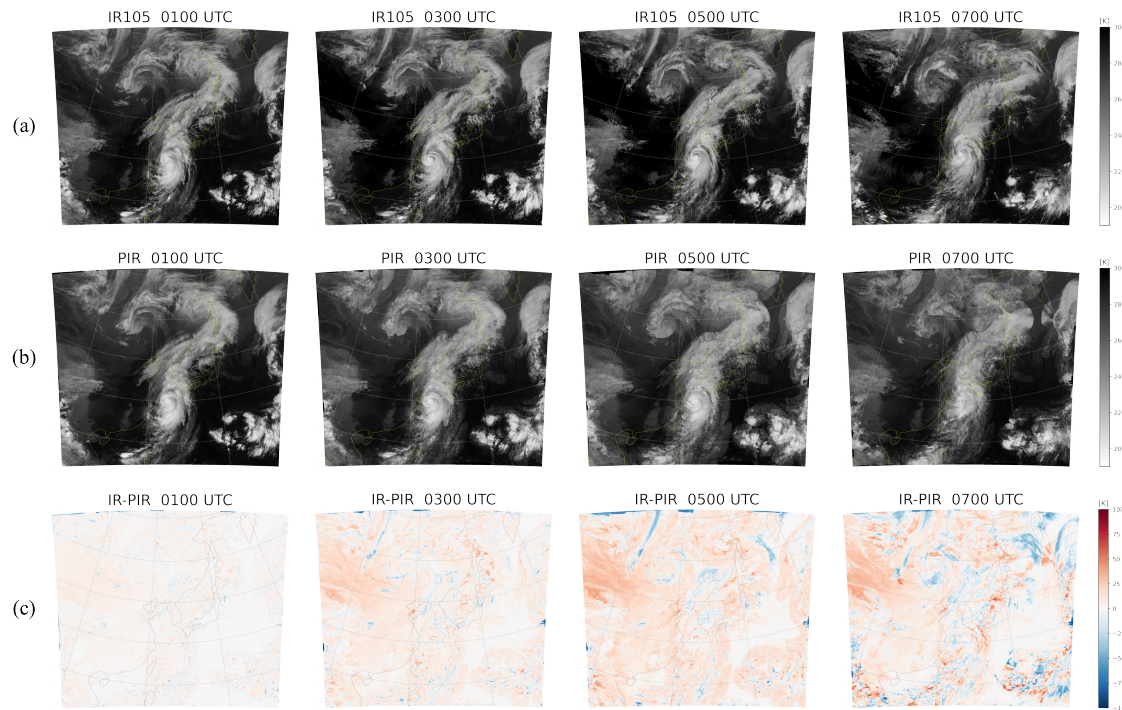 IR105 0100 UTC
IR105 0300 UTC
IR105 0500 UTC
IR105 0700 UTC
[K]
(a)
30
28
26
24
22
20
PIR 0100 UTC
PIR 0300 UTC
PIR 0500 UTC
PIR 0700 UTC
[K]
(b)
30
28
26
24
22
20
IR-PIR 0100 UTC
IR-PIR 0300 UTC
IR-PIR 0500 UTC
IR-PIR 0700 UTC
[K]
(c)
100
75
50
25
0
-2
-5
-7
-1